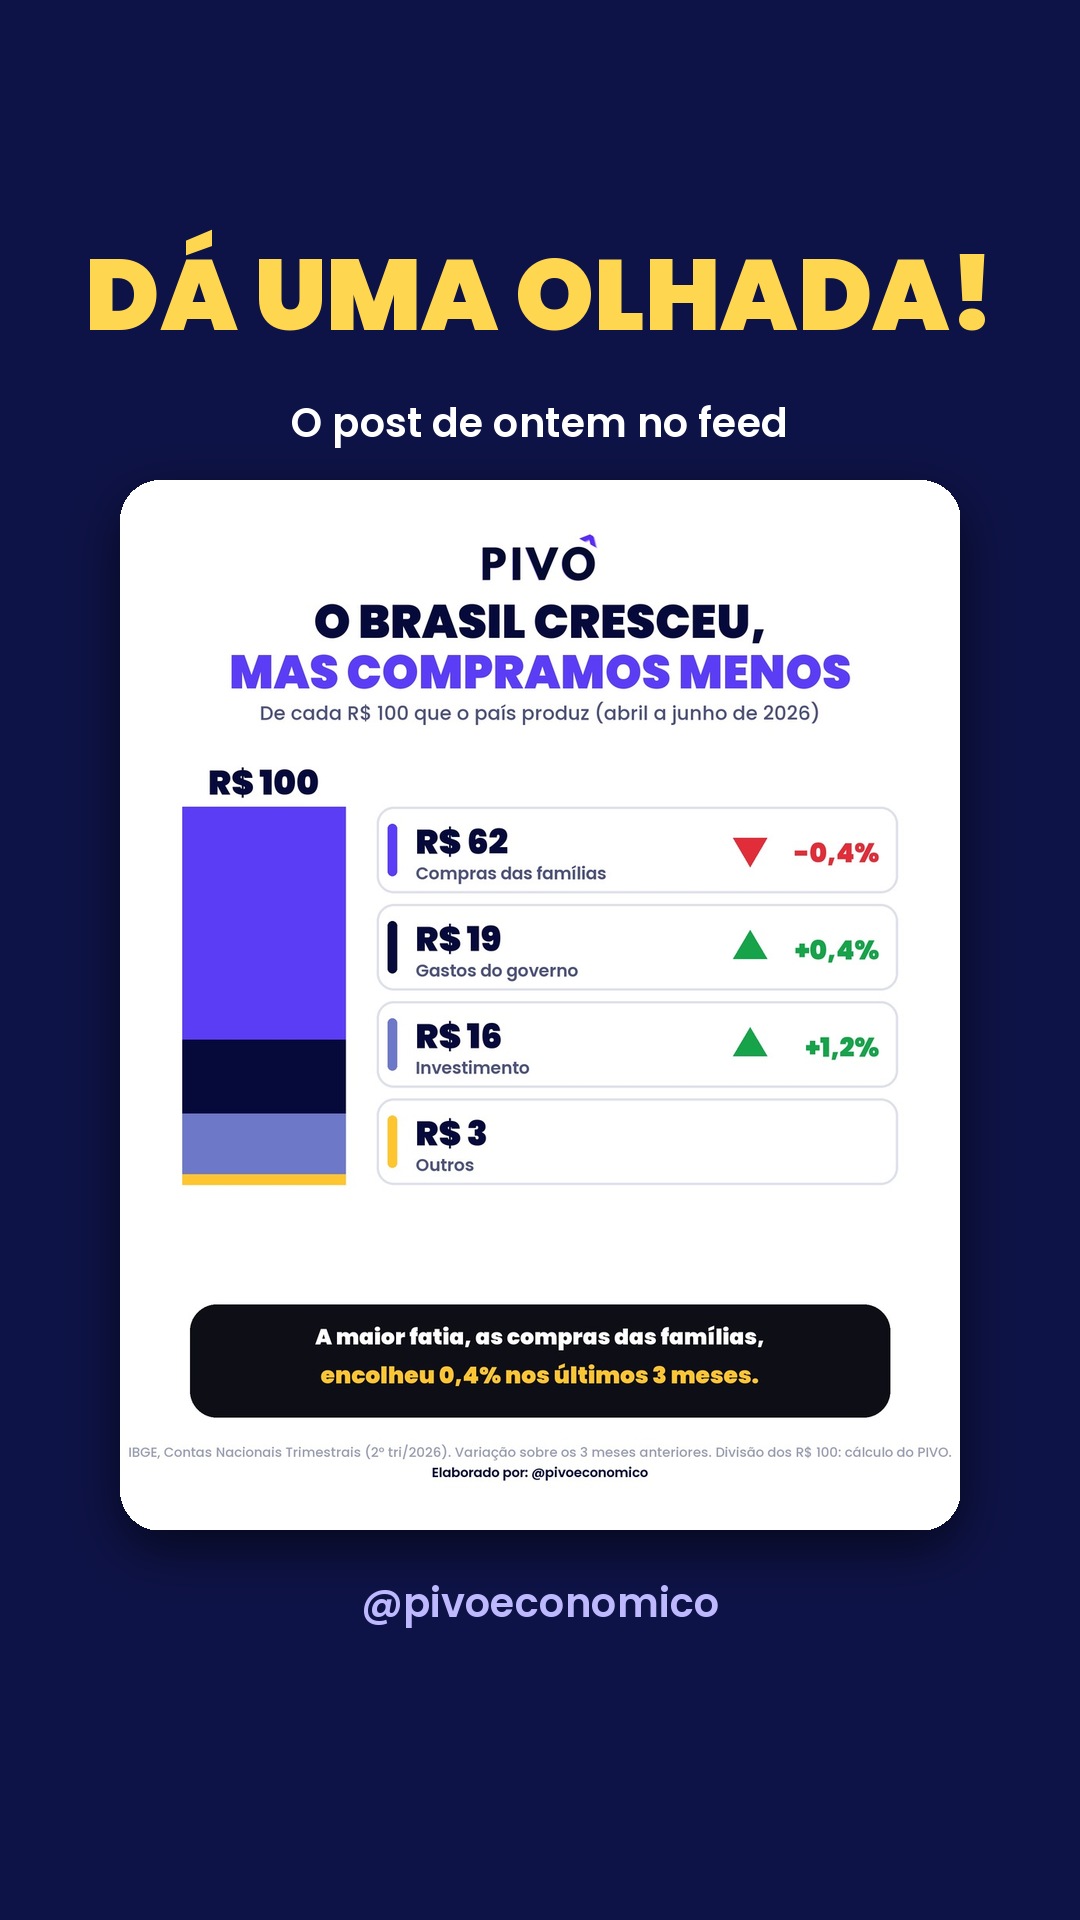 DÁ UMA OLHADA!
O post de ontem no feed
PIVÔ
O BRASIL CRESCEU,
MAS COMPRAMOS MENOS
De cada R$ 100 que o país produz (abril a junho de 2026)
R$ 100
R$ 62
Compras das famílias
-0,4%
R$ 19
Gastos do governo
+0,4%
R$ 16
Investimento
+1,2%
R$ 3
Outros
A maior fatia, as compras das famílias,
encolheu 0,4% nos últimos 3 meses.
IBGE, Contas Nacionais Trimestrais (2º tri/2026). Variação sobre os 3 meses anteriores. Divisão dos R$ 100: cálculo do PIVO.
Elaborado por: @pivoeconomico
@pivoeconomico